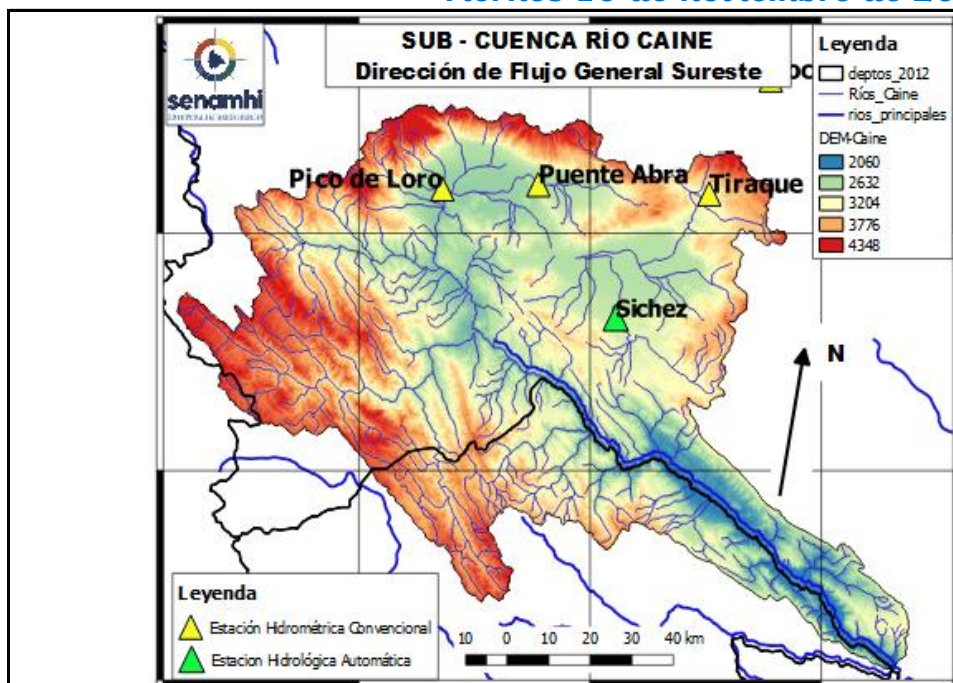 SUB - CUENCA RÍO CAINE
Dirección de Flujo General Sureste
senamhi
Leyenda
deptos_2012
Ríos_Caine
rios_principales
DEM-Caine
2060
2632
3204
3776
4348
Pico de Loro
Puente Abra
Tiraque
Sichez
N
Leyenda
Estación Hidrométrica Convencional
Estacion Hidrológica Automática
10 0 10 20 30 40 km